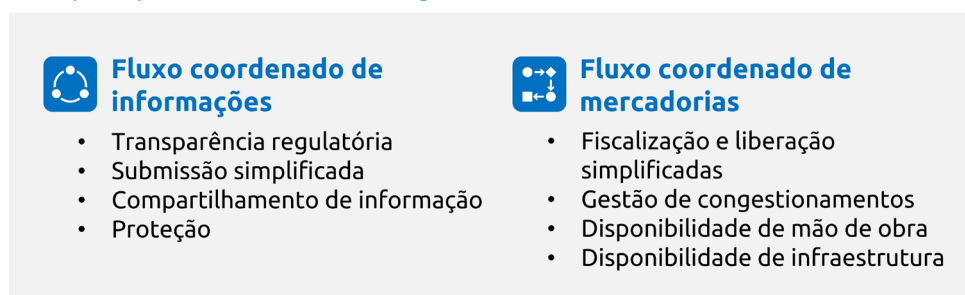 Fluxo coordenado de
informações
• Transparência regulatória
• Submissão simplificada
• Compartilhamento de informação
• Proteção
Fluxo coordenado de
mercadorias
• Fiscalização e liberação
simplificadas
• Gestão de congestionamentos
• Disponibilidade de mão de obra
• Disponibilidade de infraestrutura